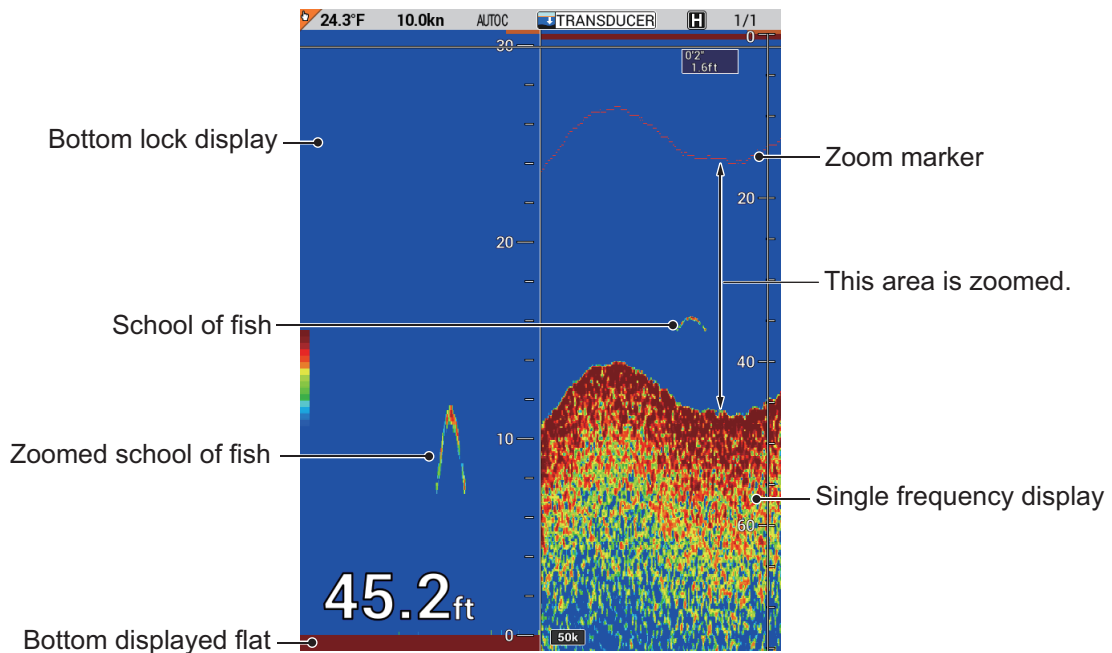 24.3°F 10.0kn AUTOC TRANSDUCER H 1/1
30
0
0'2"
1.6ft
Bottom lock display
Zoom marker
20
20
This area is zoomed.
School of fish
40
10
Zoomed school of fish
Single frequency display
60
45.2ft
0
50k
Bottom displayed flat